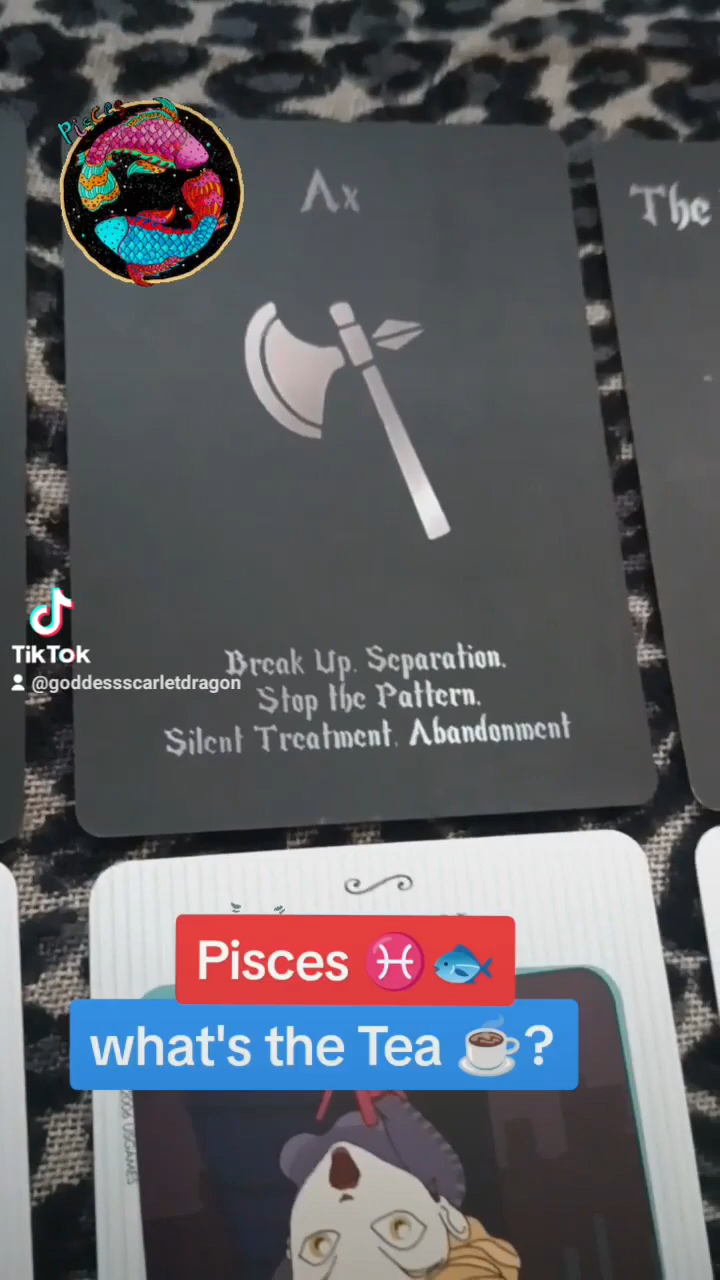 Pisces
Ax
The
TikTok
@goddessscarletdragon
Break Up. Separation.
Stop the Pattern.
Silent Treatment. Abandonment
Pisces ♓🐟
what's the Tea ☕?